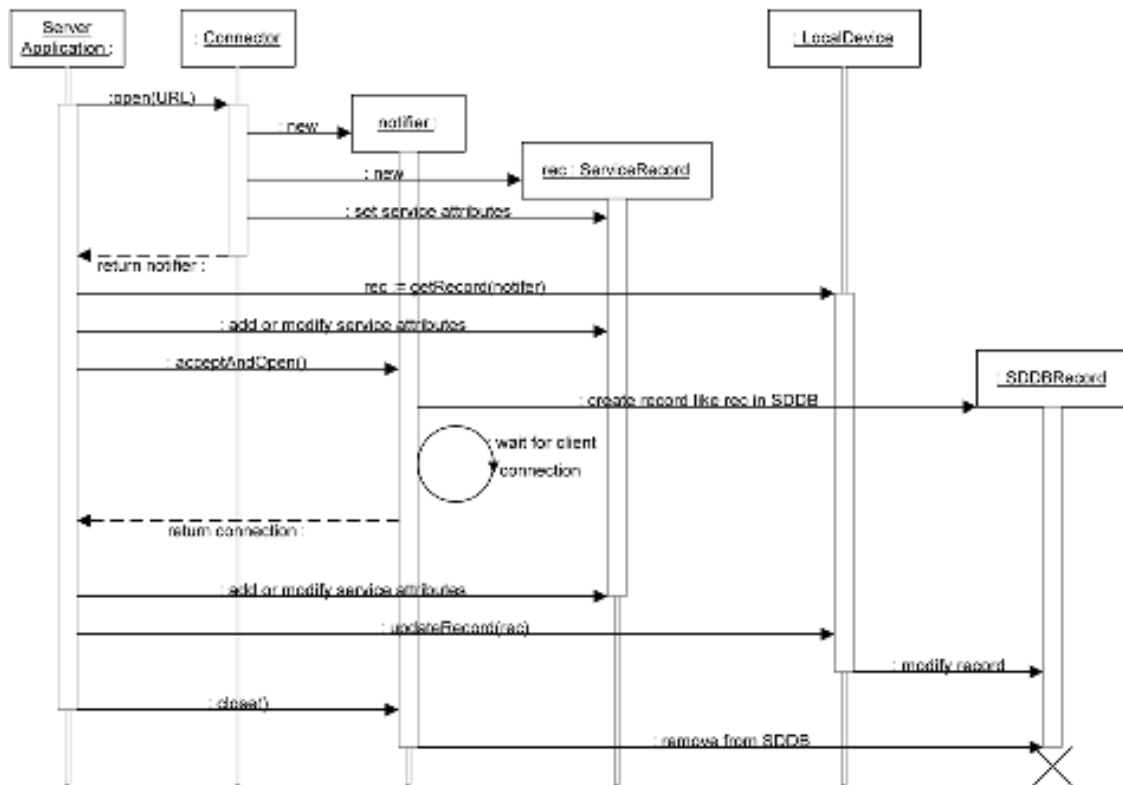 Server
Application :
: Connector
: LocalDevice
:open(URL)
: new
notifier :
: new
rec : ServiceRecord
: set service attributes
return notifier :
rec := getRecord(notifer)
: add or modify service attributes
: acceptAndOpen()
: SDDBRecord
: create record like rec in SDDB
: wait for client
connection
return connection :
: add or modify service attributes
: updateRecord(rec)
: modify record
: close()
: remove from SDDB